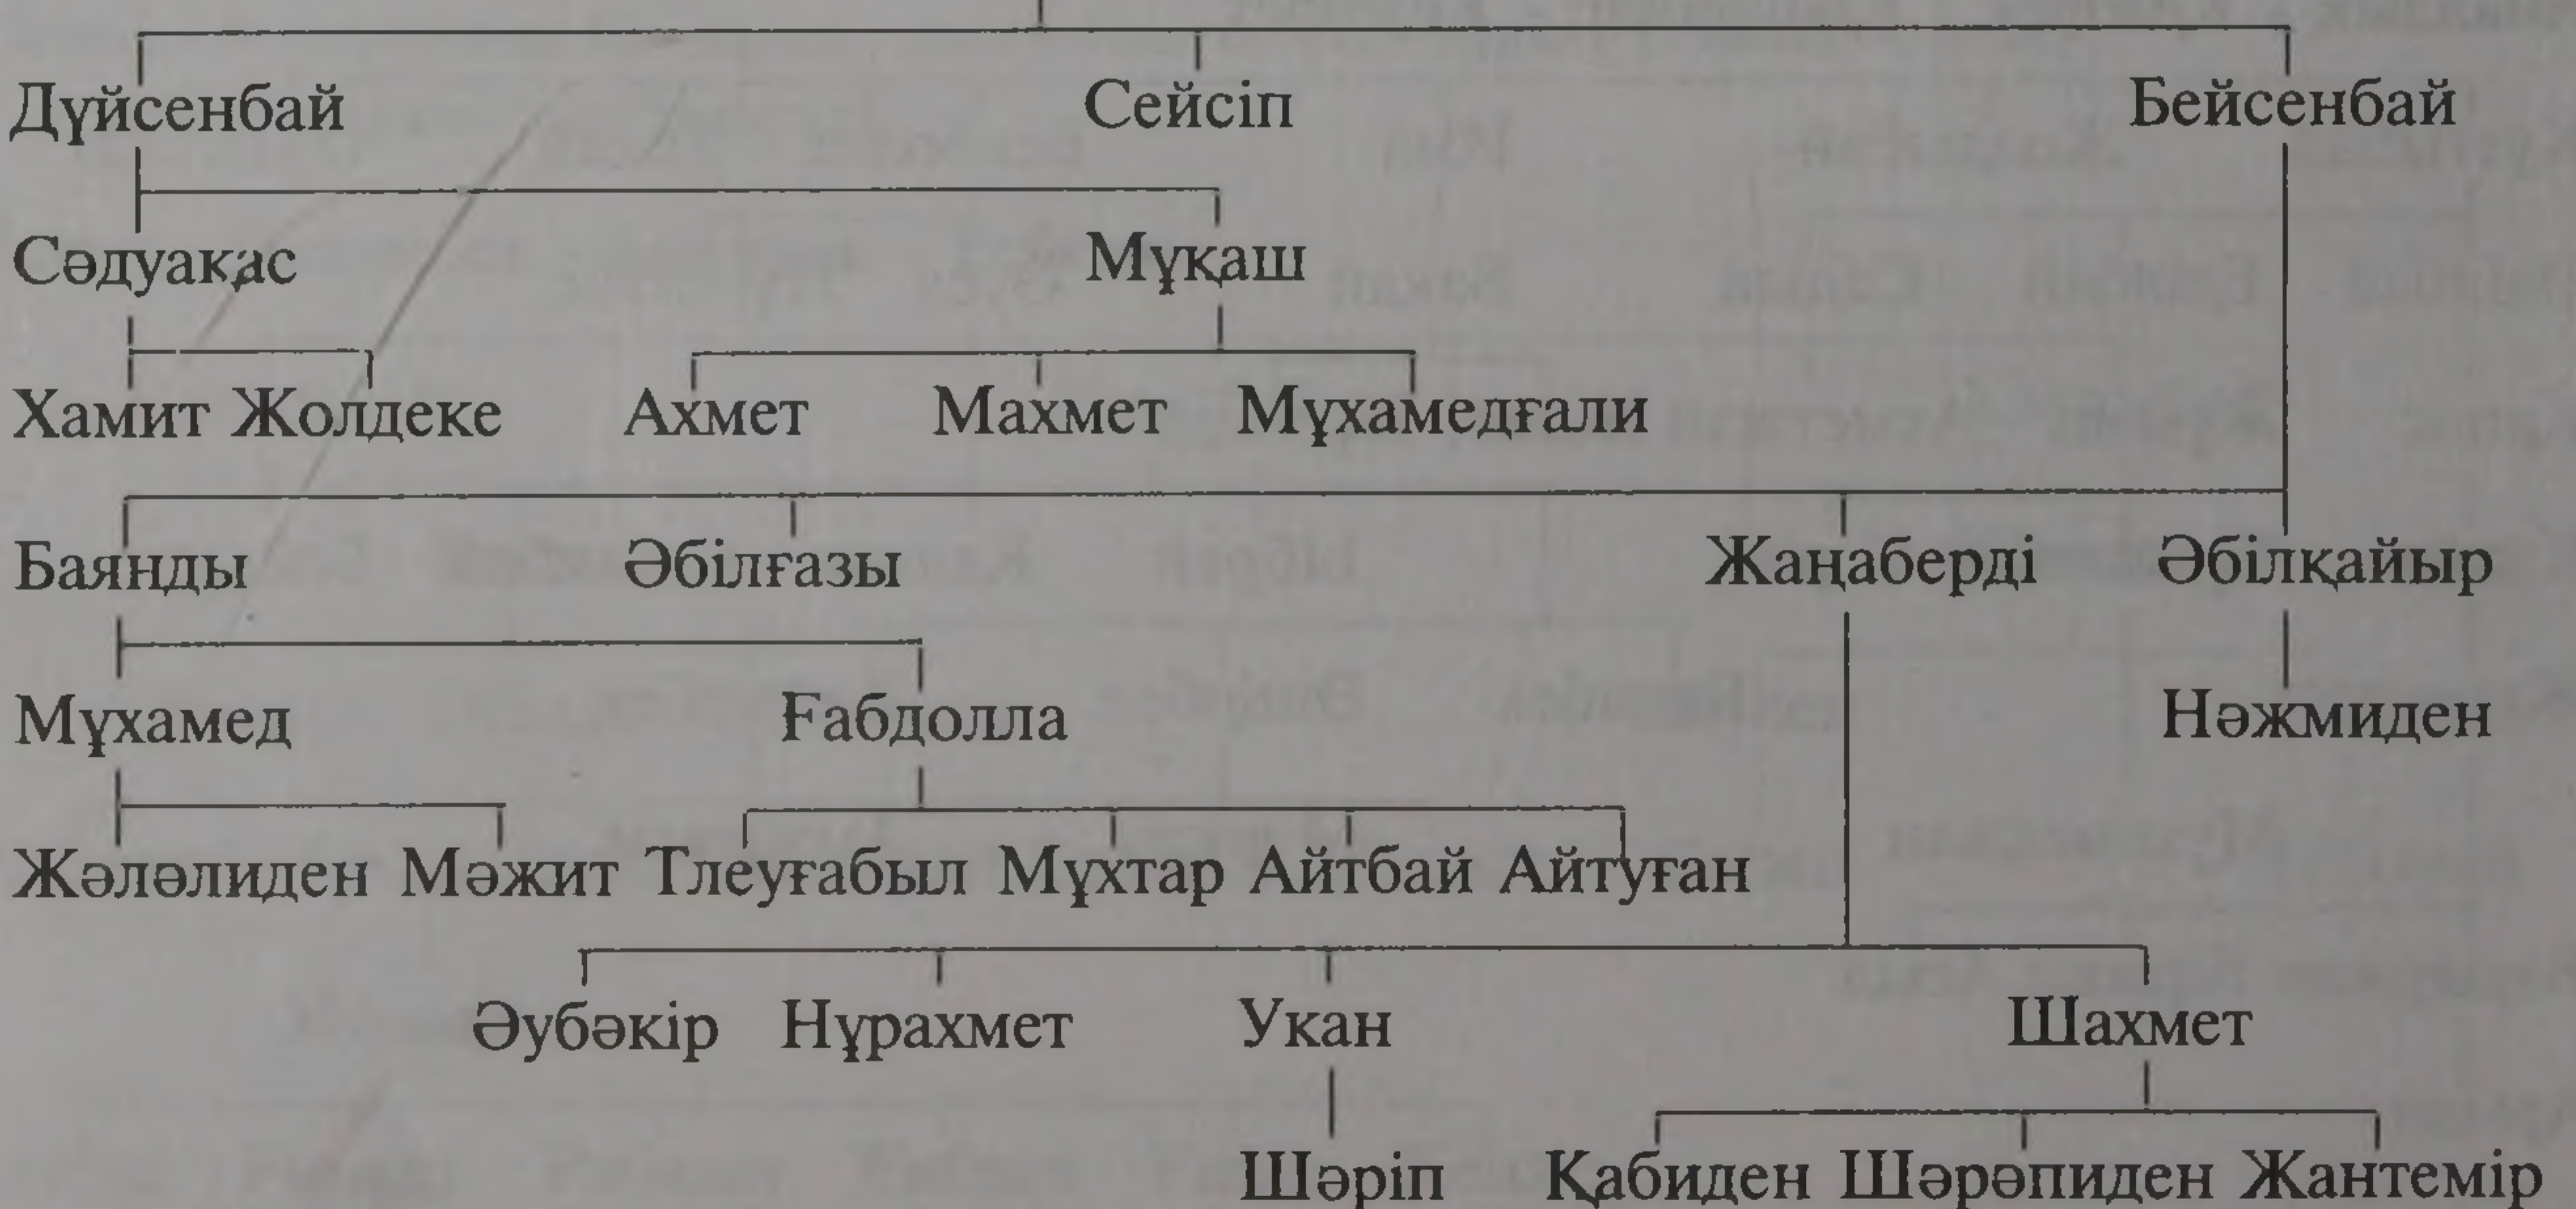 Дүйсенбай Сейсіп Бейсенбай
Сәдуақас Мұқаш
Хамит Жолдеке Ахмет Махмет Мұхамедғали
Баянды Әбілғазы Жаңаберді Әбілқайыр
Мұхамед Ғабдолла Нәжмиден
Жәләлиден Мәжит Тлеуғабыл Мұхтар Айтбай Айтуған
Әубәкір Нұрахмет Укан Шахмет
Шәріп Қабиден Шәрәпиден Жантемір